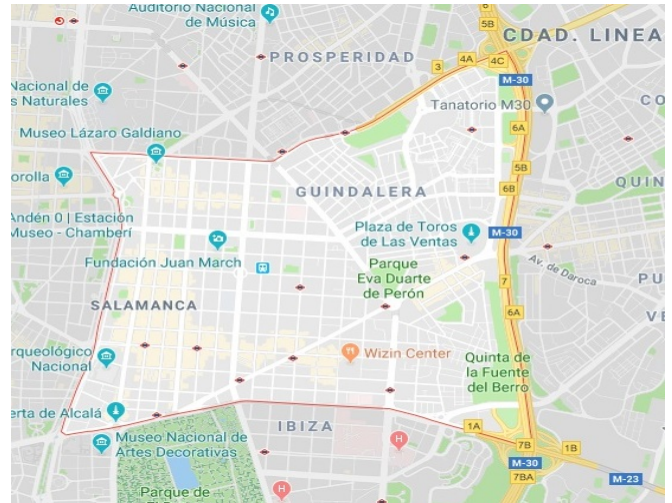 Auditorio Nacional
de Música
6
5B
CDAD. LINEA
PROSPERIDAD
3
4A
4C
M-30
Nacional de
s Naturales
Tanatorio M30
CO
6A
Museo Lázaro Galdiano
5B
orolla
GUINDALERA
6B
QUIN
Andén 0 | Estación
Museo - Chamberí
Plaza de Toros
de Las Ventas
M-30
Fundación Juan March
Parque
Eva Duarte
de Perón
Av. de Daroca
7
PU
SALAMANCA
6A
VE
rqueológico
Nacional
Wizin Center
Quinta de
la Fuente
del Berro
erta de Alcalá
IBIZA
1A
Museo Nacional de
Artes Decorativas
H
7B
1B
M-30
M-23
7BA
H
Parque de